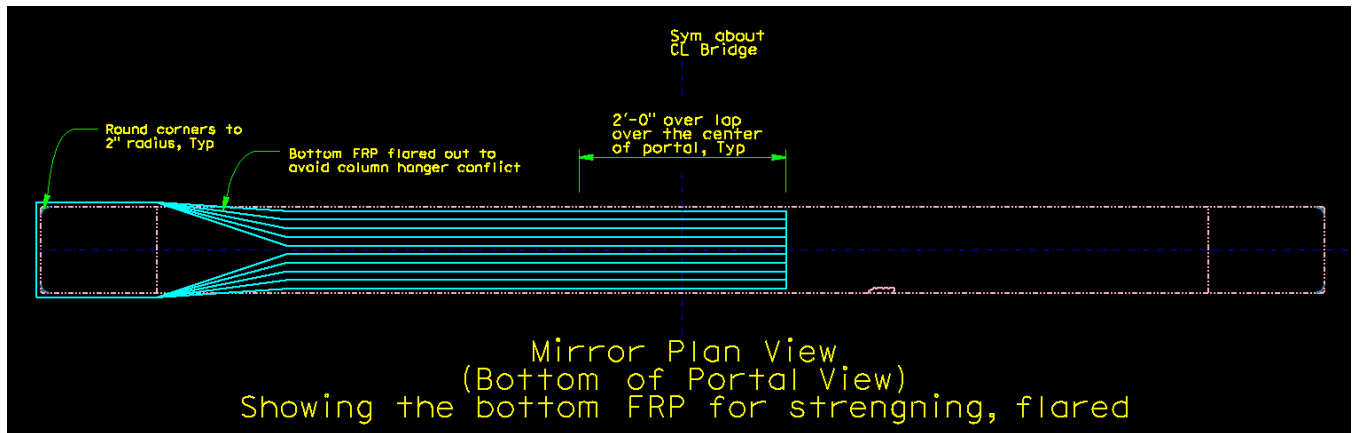 Sym about
CL Bridge
2'-0" over lap
over the center
of portal, Typ
Round corners to
2" radius, Typ
Bottom FRP flared out to
avoid column hanger conflict
Mirror Plan View
(Bottom of Portal View)
Showing the bottom FRP for strengning, flared